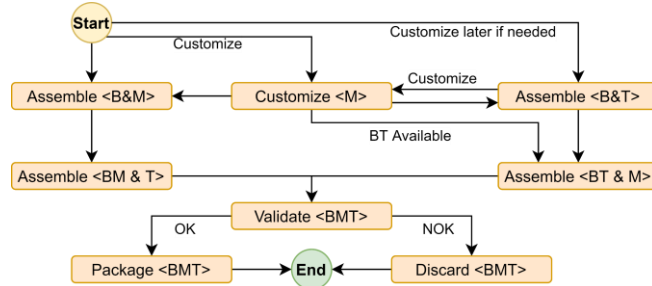 Start
Customize later if needed
Customize
Customize
Assemble <B&M>
Customize <M>
Assemble <B&T>
BT Available
Assemble <BM & T>
Assemble <BT & M>
Validate <BMT>
OK
NOK
Package <BMT>
End
Discard <BMT>